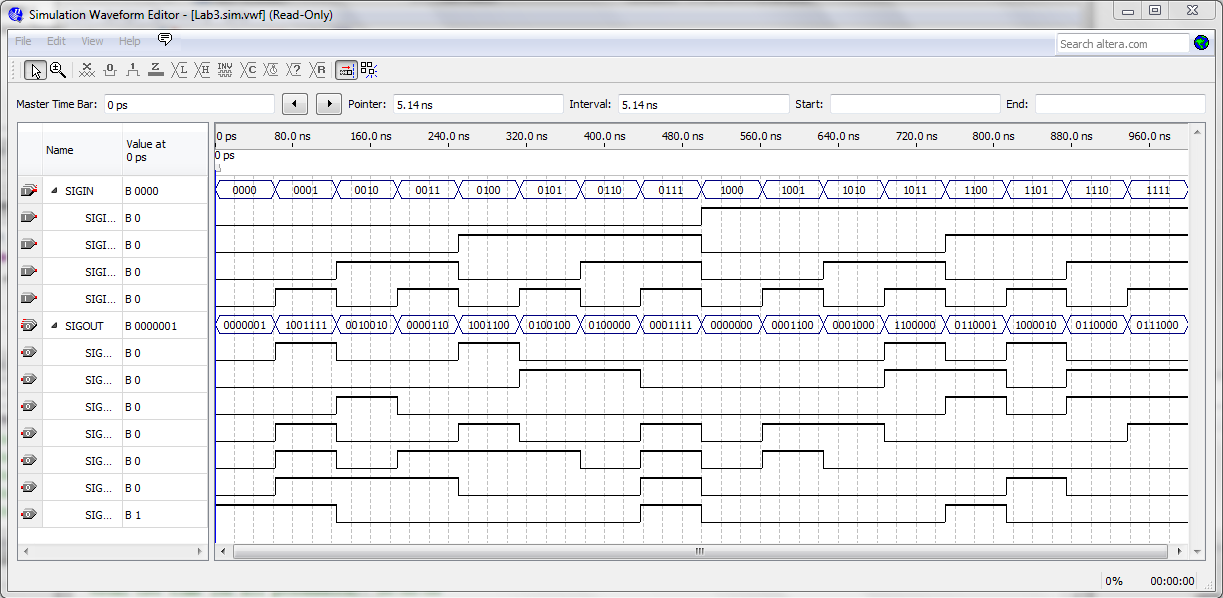 Simulation Waveform Editor - [Lab3.sim.vwf] (Read-Only)
File Edit View Help
Search altera.com
Master Time Bar: 0 ps Pointer: 5.14 ns Interval: 5.14 ns Start: End:
Name Value at 0 ps
0 ps 80.0 ns 160.0 ns 240.0 ns 320.0 ns 400.0 ns 480.0 ns 560.0 ns 640.0 ns 720.0 ns 800.0 ns 880.0 ns 960.0 ns
0 ps
SIGIN B 0000 0000 0001 0010 0011 0100 0101 0110 0111 1000 1001 1010 1011 1100 1101 1110 1111
SIGI... B 0
SIGI... B 0
SIGI... B 0
SIGI... B 0
SIGOUT B 0000001 0000001 1001111 0010010 0000110 1001100 0100100 0100000 0001111 0000000 0001100 0001000 1100000 0110001 1000010 0110000 0111000
SIG... B 0
SIG... B 0
SIG... B 0
SIG... B 0
SIG... B 0
SIG... B 0
SIG... B 1
0% 00:00:00